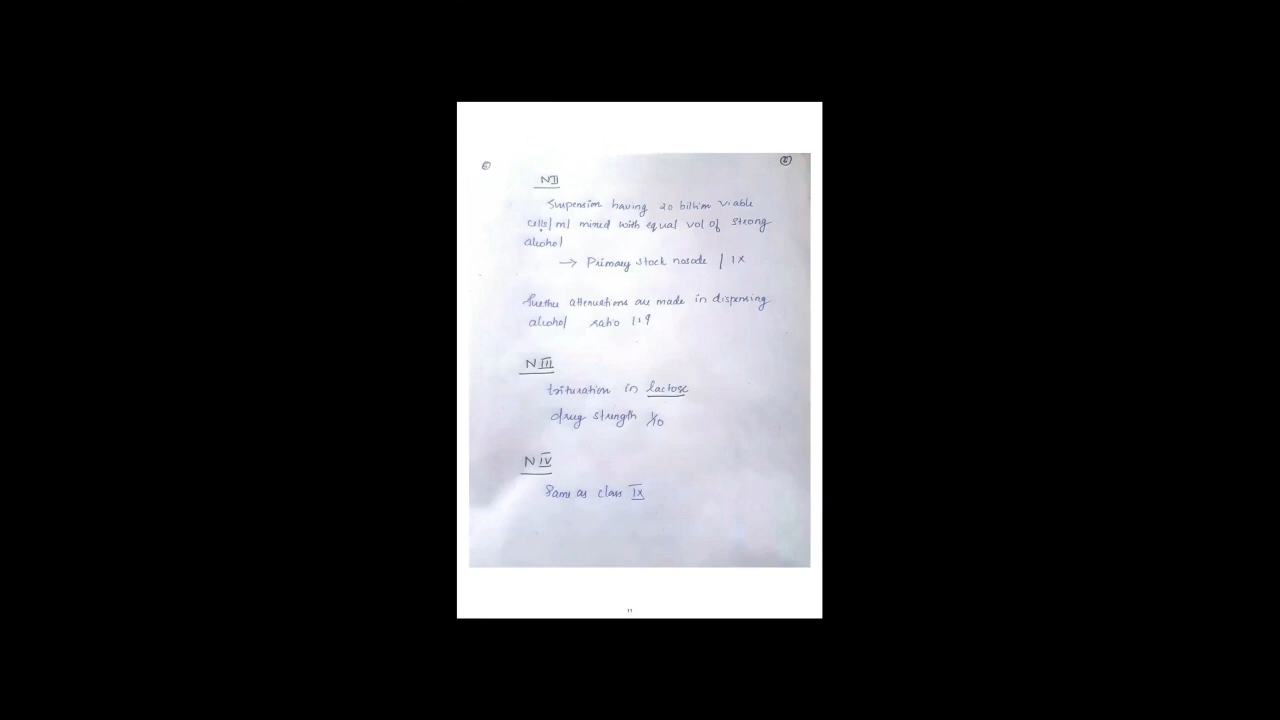 N II
Suspension having 20 billion viable
cells/ml mixed with equal vol of strong
alcohol
→ Primary stock nosode / 1X
Further attenuations are made in dispensing
alcohol ratio 1:9
N III
trituration in lactose
drug strength 1/10
N IV
Same as class IX
11